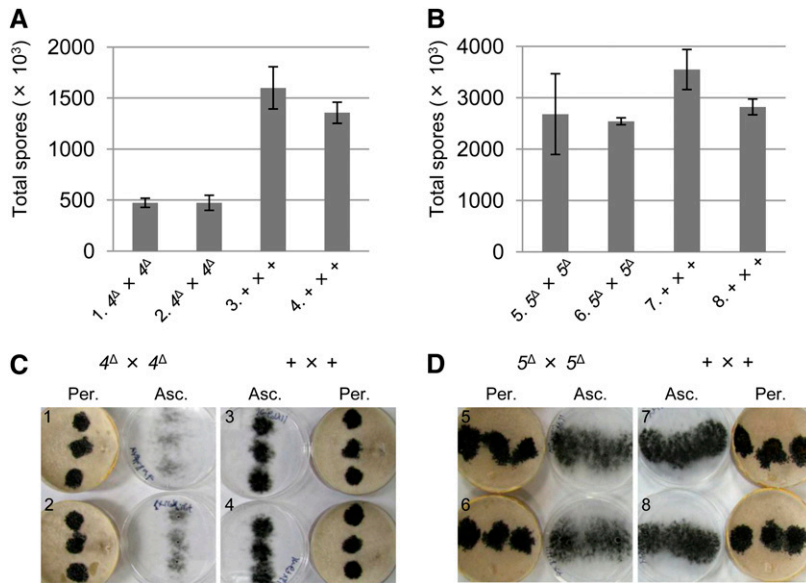 A
Total spores ( × 10³)
2000
1500
1000
500
0
1. 4Δ × 4Δ
2. 4Δ × 4Δ
3. + × +
4. + × +
B
Total spores ( × 10³)
4000
3000
2000
1000
0
5. 5Δ × 5Δ
6. 5Δ × 5Δ
7. + × +
8. + × +
C
4Δ × 4Δ
+ × +
Per.
Asc.
Asc.
Per.
1
3
2
4
D
5Δ × 5Δ
+ × +
Per.
Asc.
Asc.
Per.
5
7
6
8